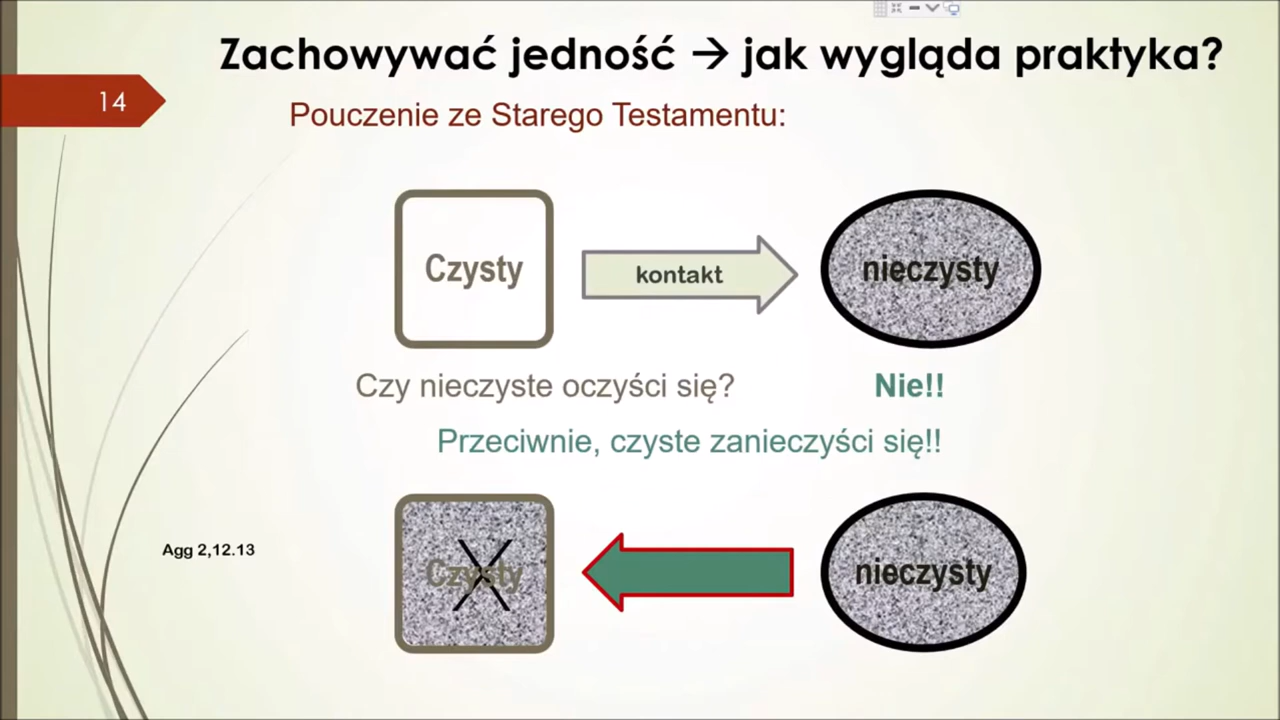 Zachowywać jedność → jak wygląda praktyka?
14
Pouczenie ze Starego Testamentu:
Czysty
kontakt
nieczysty
Czy nieczyste oczyści się?
Nie!!
Przeciwnie, czyste zanieczyści się!!
Agg 2,12.13
Czysty
nieczysty